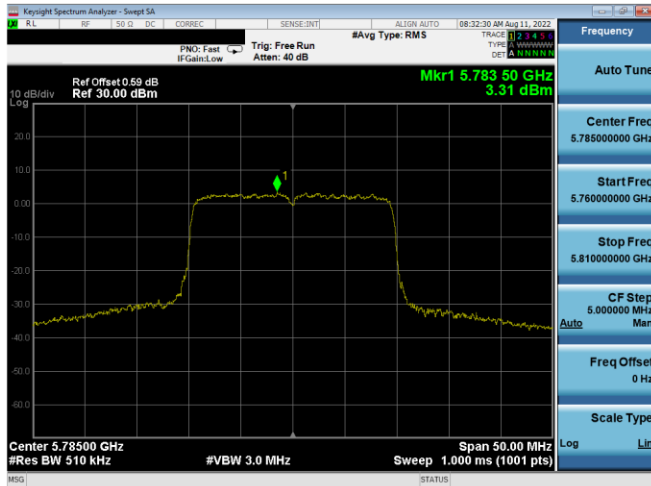 Keysight Spectrum Analyzer - Swept SA
RL RF 50 Ω DC CORREC SENSE:INT ALIGN AUTO 08:32:30 AM Aug 11, 2022
#Avg Type: RMS TRACE 1 2 3 4 5 6
PNO: Fast Trig: Free Run TYPE A WWWWW
IFGain:Low Atten: 40 dB DET A N N N N N
Mkr1 5.783 50 GHz
3.31 dBm
Ref Offset 0.59 dB
10 dB/div Ref 30.00 dBm
Log
20.0
10.0
0.00
-10.0
-20.0
-30.0
-40.0
-50.0
-60.0
1
Center 5.78500 GHz Span 50.00 MHz
#Res BW 510 kHz #VBW 3.0 MHz Sweep 1.000 ms (1001 pts)
MSG STATUS
Frequency
Auto Tune
Center Freq
5.785000000 GHz
Start Freq
5.760000000 GHz
Stop Freq
5.810000000 GHz
CF Step
5.000000 MHz
Auto Man
Freq Offset
0 Hz
Scale Type
Log Lin